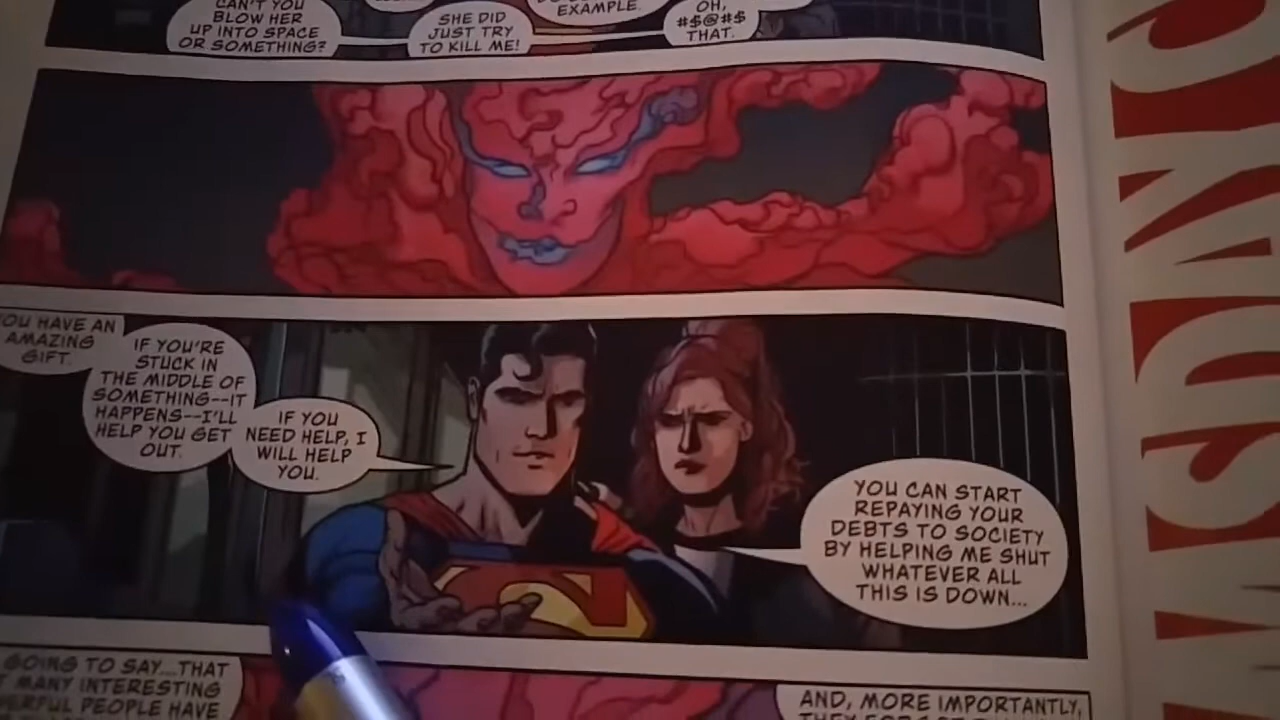 CAN'T YOU
BLOW HER
UP INTO SPACE
OR SOMETHING?
SHE DID
JUST TRY
TO KILL ME!
EXAMPLE.
OH,
#$@#$
THAT.
YOU HAVE AN
AMAZING
GIFT.
IF YOU'RE
STUCK IN
THE MIDDLE OF
SOMETHING--IT
HAPPENS--I'LL
HELP YOU GET
OUT.
IF YOU
NEED HELP, I
WILL HELP
YOU.
YOU CAN START
REPAYING YOUR
DEBTS TO SOCIETY
BY HELPING ME SHUT
WHATEVER ALL
THIS IS DOWN...
GOING TO SAY...THAT
MANY INTERESTING
PEOPLE HAVE
AND, MORE IMPORTANTLY,